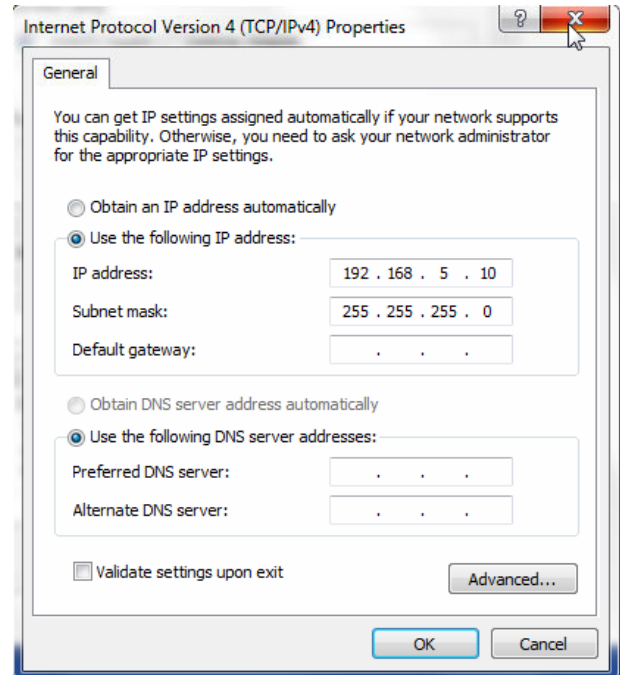 Internet Protocol Version 4 (TCP/IPv4) Properties
General
You can get IP settings assigned automatically if your network supports
this capability. Otherwise, you need to ask your network administrator
for the appropriate IP settings.
Obtain an IP address automatically
Use the following IP address:
IP address: 192 . 168 . 5 . 10
Subnet mask: 255 . 255 . 255 . 0
Default gateway: . . .
Obtain DNS server address automatically
Use the following DNS server addresses:
Preferred DNS server: . . .
Alternate DNS server: . . .
Validate settings upon exit
Advanced...
OK Cancel